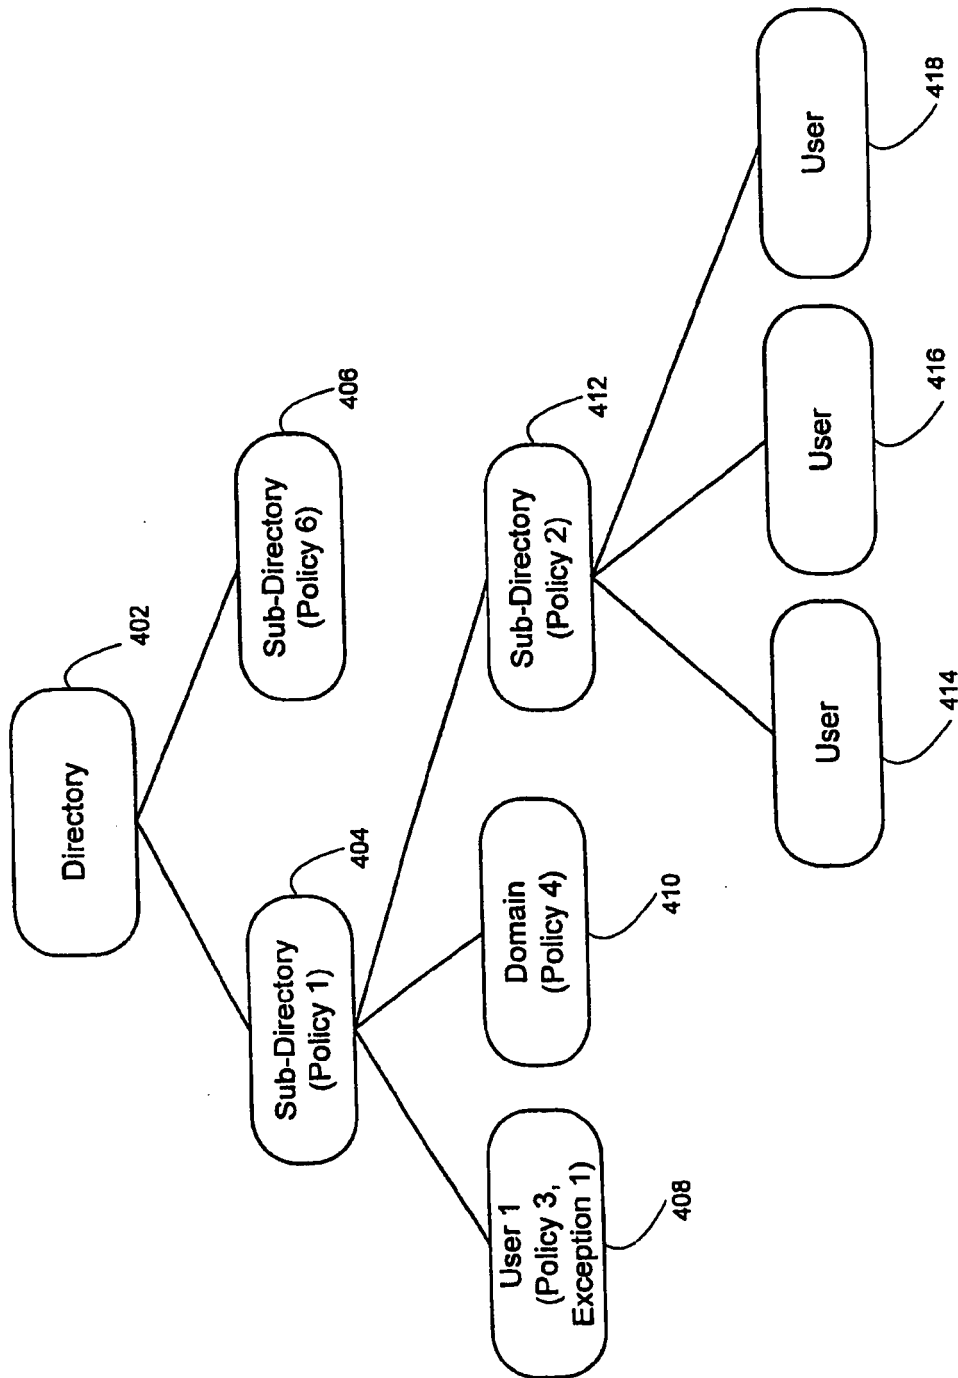 Directory
402
Sub-Directory
(Policy 1)
404
Sub-Directory
(Policy 6)
406
User 1
(Policy 3,
Exception 1)
408
Domain
(Policy 4)
410
Sub-Directory
(Policy 2)
412
User
414
User
416
User
418